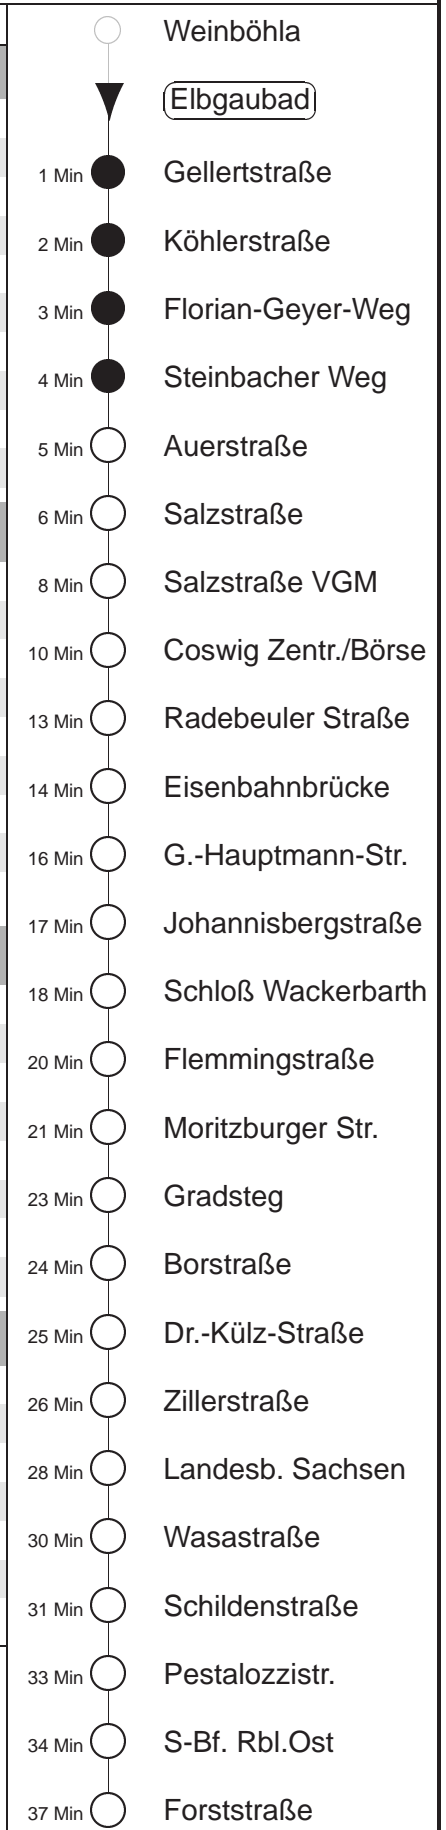 Weinböhla
Elbgaubad
1 Min Gellertstraße
2 Min Köhlerstraße
3 Min Florian-Geyer-Weg
4 Min Steinbacher Weg
5 Min Auerstraße
6 Min Salzstraße
8 Min Salzstraße VGM
10 Min Coswig Zentr./Börse
13 Min Radebeuler Straße
14 Min Eisenbahnbrücke
16 Min G.-Hauptmann-Str.
17 Min Johannisbergstraße
18 Min Schloß Wackerbarth
20 Min Flemmingstraße
21 Min Moritzburger Str.
23 Min Gradsteg
24 Min Borstraße
25 Min Dr.-Külz-Straße
26 Min Zillerstraße
28 Min Landesb. Sachsen
30 Min Wasastraße
31 Min Schildenstraße
33 Min Pestalozzistr.
34 Min S-Bf. Rbl.Ost
37 Min Forststraße